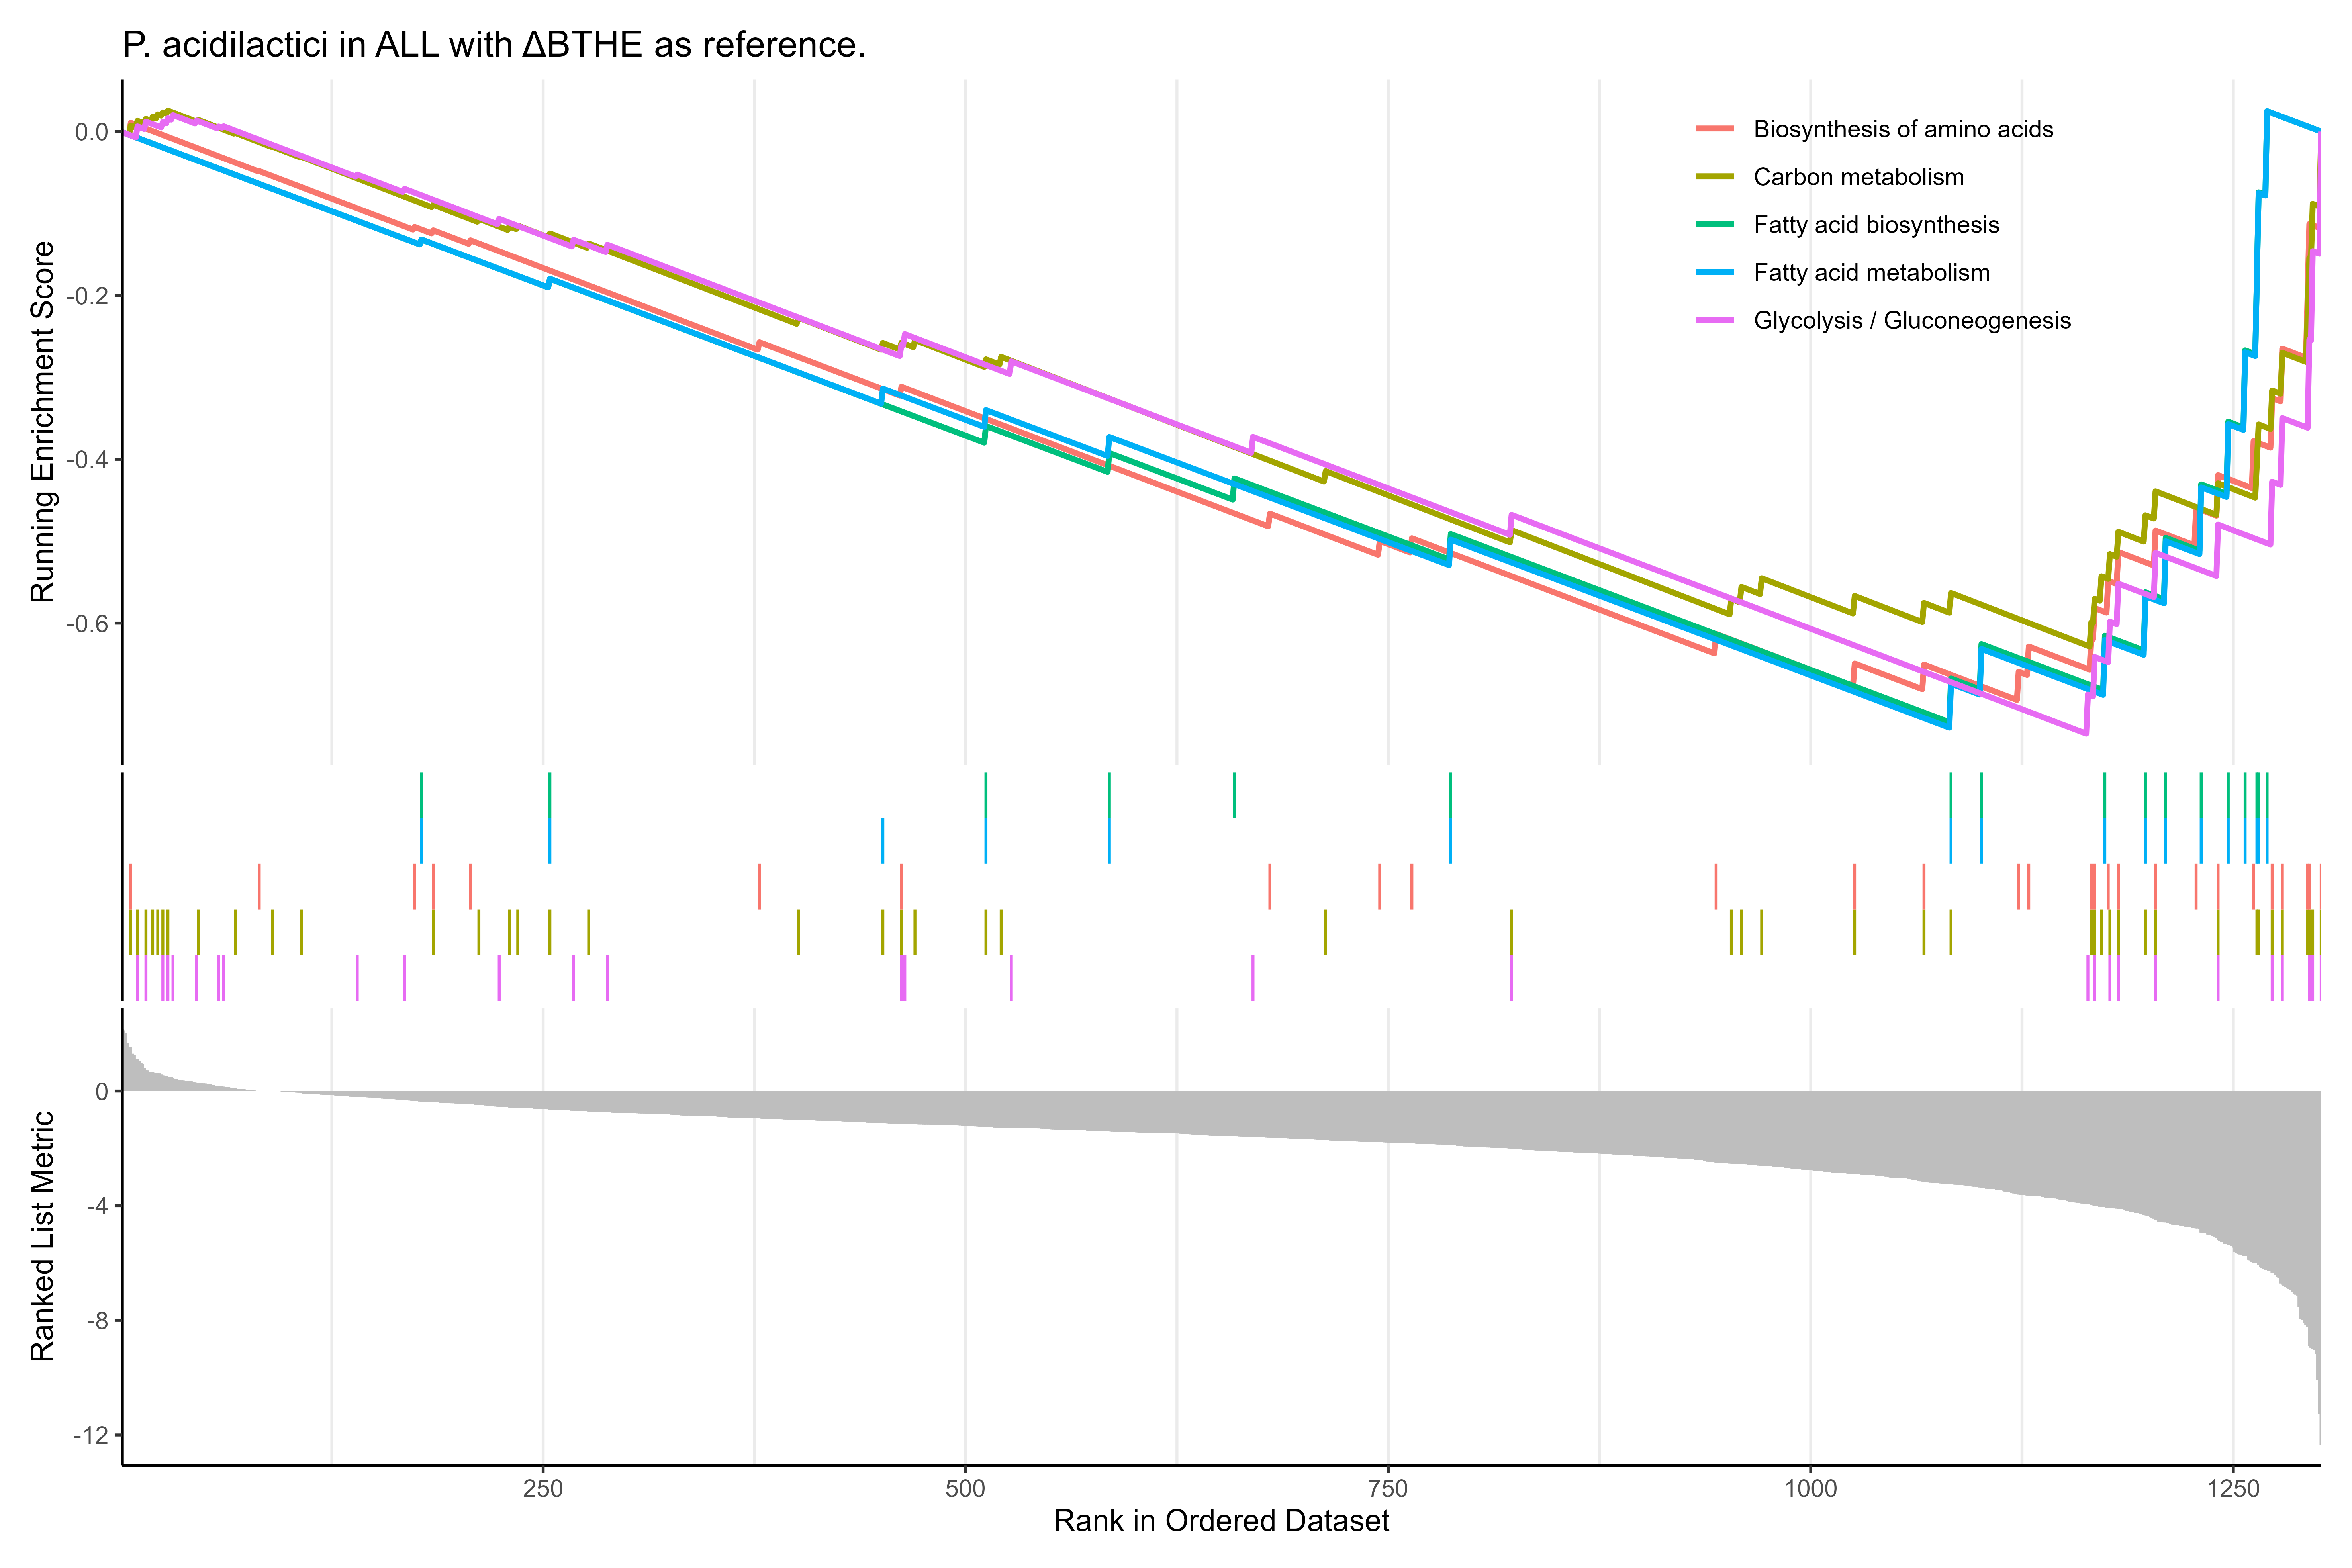 P. acidilactici in ALL with ΔBTHE as reference.
Running Enrichment Score
0.0
-0.2
-0.4
-0.6
Biosynthesis of amino acids
Carbon metabolism
Fatty acid biosynthesis
Fatty acid metabolism
Glycolysis / Gluconeogenesis
Ranked List Metric
0
-4
-8
-12
250
500
750
1000
1250
Rank in Ordered Dataset